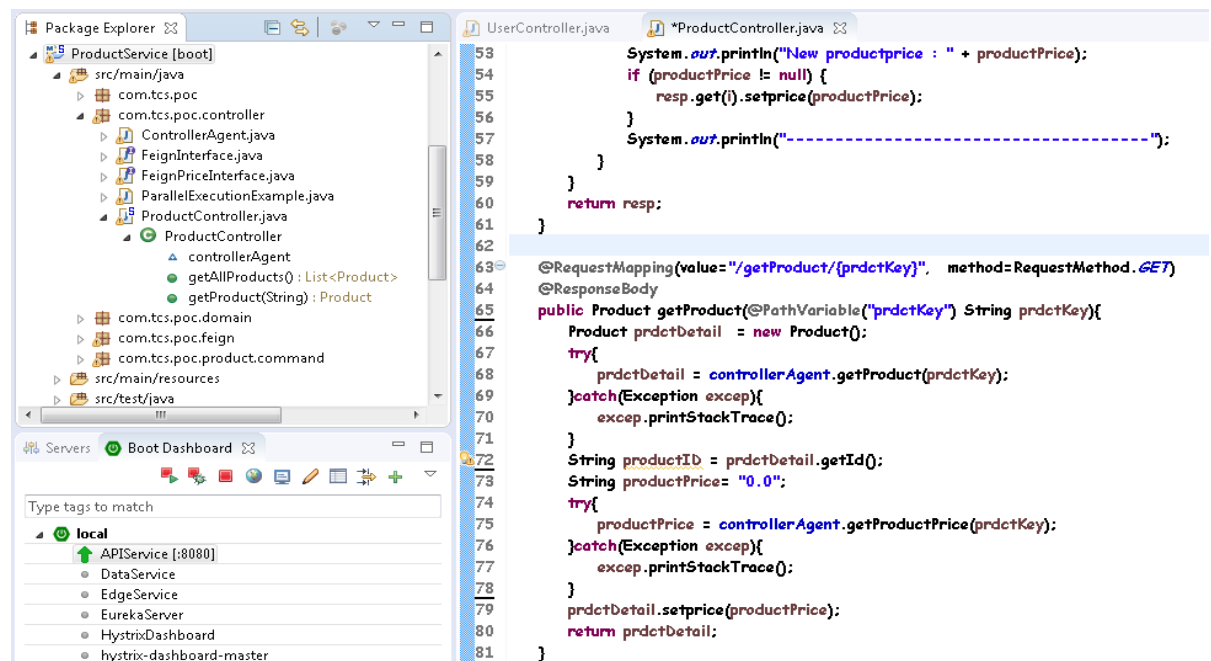 Package Explorer
ProductService [boot]
src/main/java
com.tcs.poc
com.tcs.poc.controller
ControllerAgent.java
FeignInterface.java
FeignPriceInterface.java
ParallelExecutionExample.java
ProductController.java
ProductController
controllerAgent
getAllProducts() : List<Product>
getProduct(String) : Product
com.tcs.poc.domain
com.tcs.poc.feign
com.tcs.poc.product.command
src/main/resources
src/test/java
Servers Boot Dashboard
Type tags to match
local
APIService [:8080]
DataService
EdgeService
EurekaServer
HystrixDashboard
hystrix-dashboard-master
UserController.java *ProductController.java
53 System.out.println("New productprice : " + productPrice);
54 if (productPrice != null) {
55 resp.get(i).setprice(productPrice);
56 }
57 System.out.println("-------------------------------------");
58 }
59 }
60 return resp;
61 }
62
63 @RequestMapping(value="/getProduct/{prdctKey}", method=RequestMethod.GET)
64 @ResponseBody
65 public Product getProduct(@PathVariable("prdctKey") String prdctKey){
66 Product prdctDetail = new Product();
67 try{
68 prdctDetail = controllerAgent.getProduct(prdctKey);
69 }catch(Exception excep){
70 excep.printStackTrace();
71 }
72 String productID = prdctDetail.getId();
73 String productPrice= "0.0";
74 try{
75 productPrice = controllerAgent.getProductPrice(prdctKey);
76 }catch(Exception excep){
77 excep.printStackTrace();
78 }
79 prdctDetail.setprice(productPrice);
80 return prdctDetail;
81 }